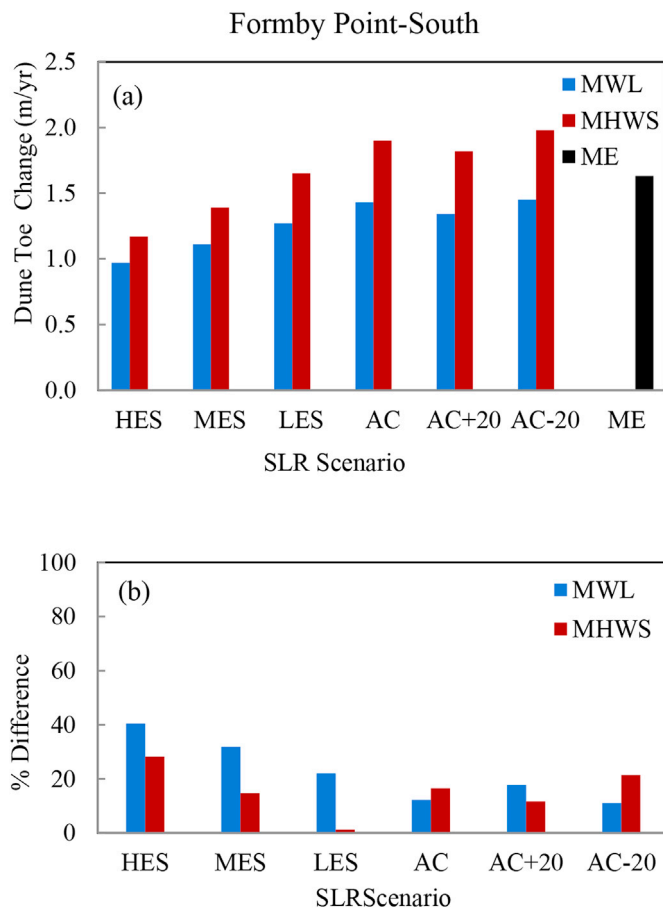 Formby Point-South
(a)
MWL
MHWS
ME
Dune Toe Change (m/yr)
2.5
2.0
1.5
1.0
0.5
0.0
HES MES LES AC AC+20 AC-20 ME
SLR Scenario
(b)
MWL
MHWS
% Difference
100
80
60
40
20
0
HES MES LES AC AC+20 AC-20
SLRScenario